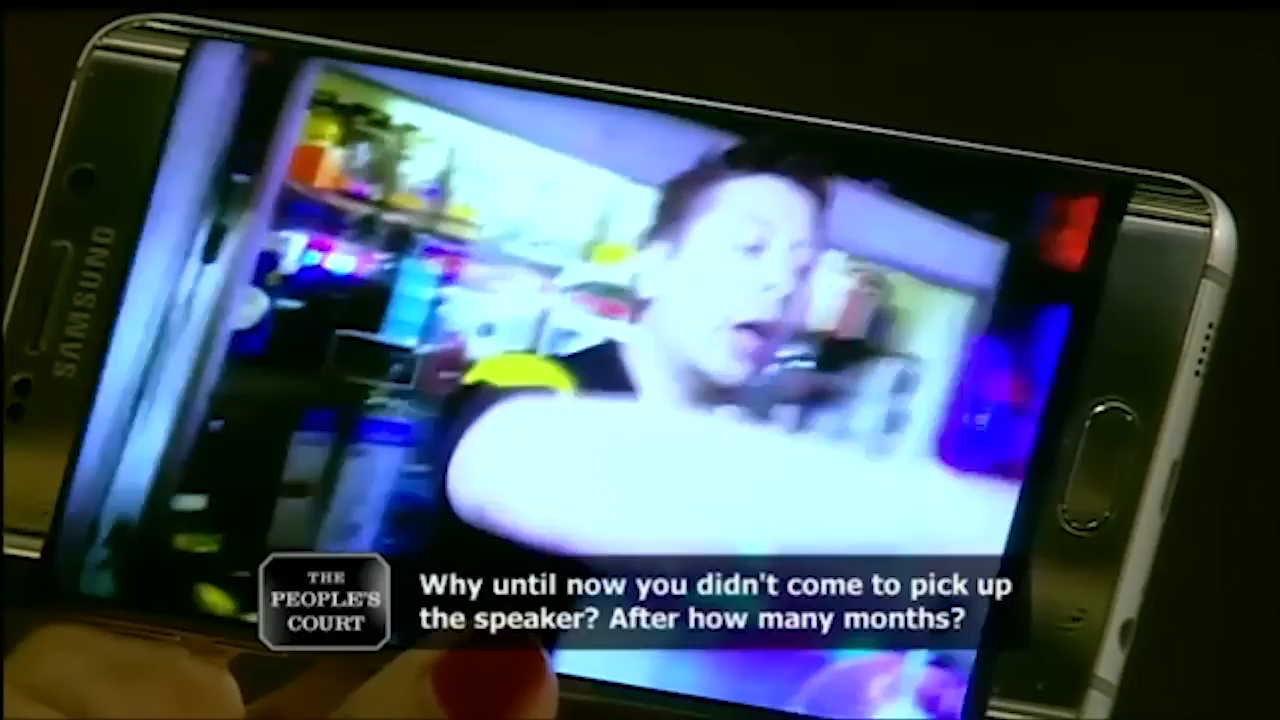 SAMSUNG
THE
PEOPLE'S
COURT
Why until now you didn't come to pick up
the speaker? After how many months?